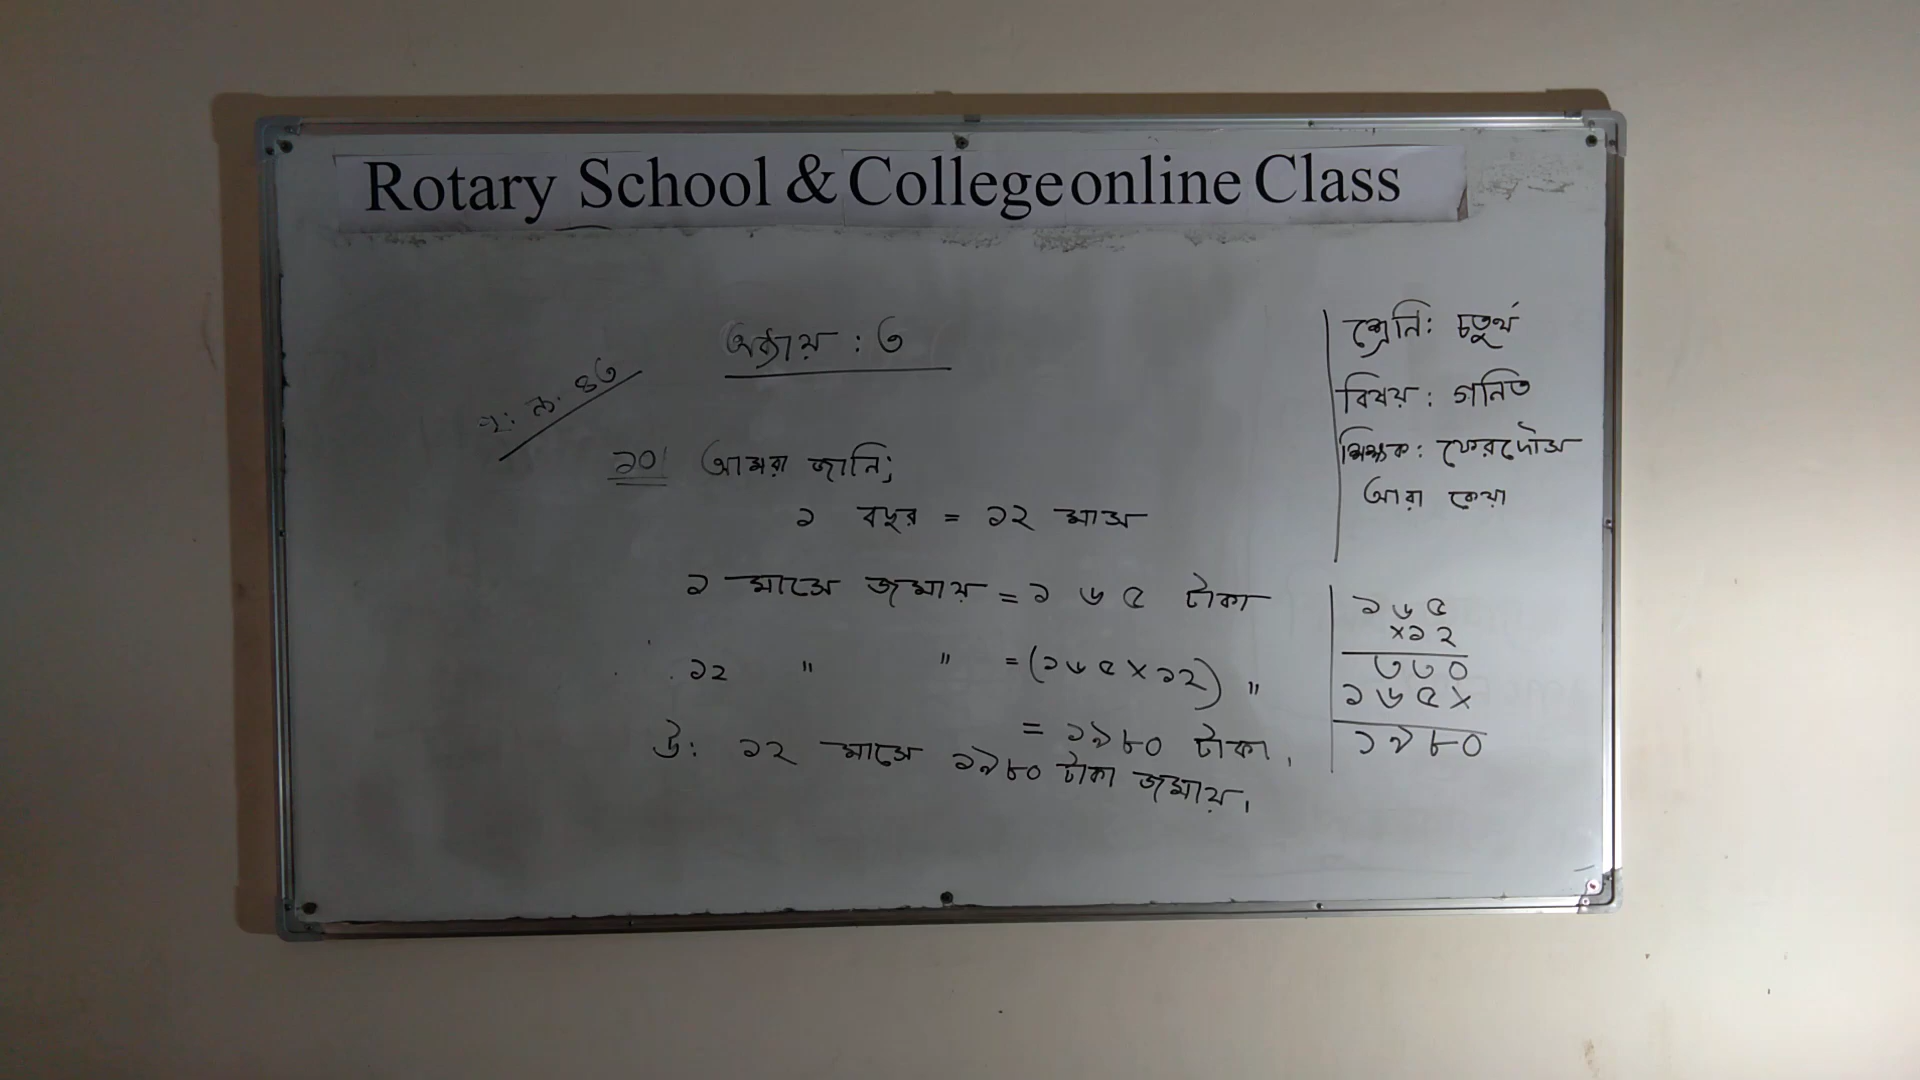 Rotary School & College online Class
অধ্যায় : ৩
পৃ: ন. ৪৩
১০। আমরা জানি;
১ বছর = ১২ মাস
১ মাসে জমায় = ১৬৫ টাকা
১২ " " = (১৬৫×১২) "
= ১৯৮০ টাকা।
উ: ১২ মাসে ১৯৮০ টাকা জমায়।
শ্রেনি: চতুর্থ
বিষয়: গনিত
শিক্ষক: ফেরদৌস
আরা কেয়া
১৬৫
×১২
৩৩০
১৬৫×
১৯৮০